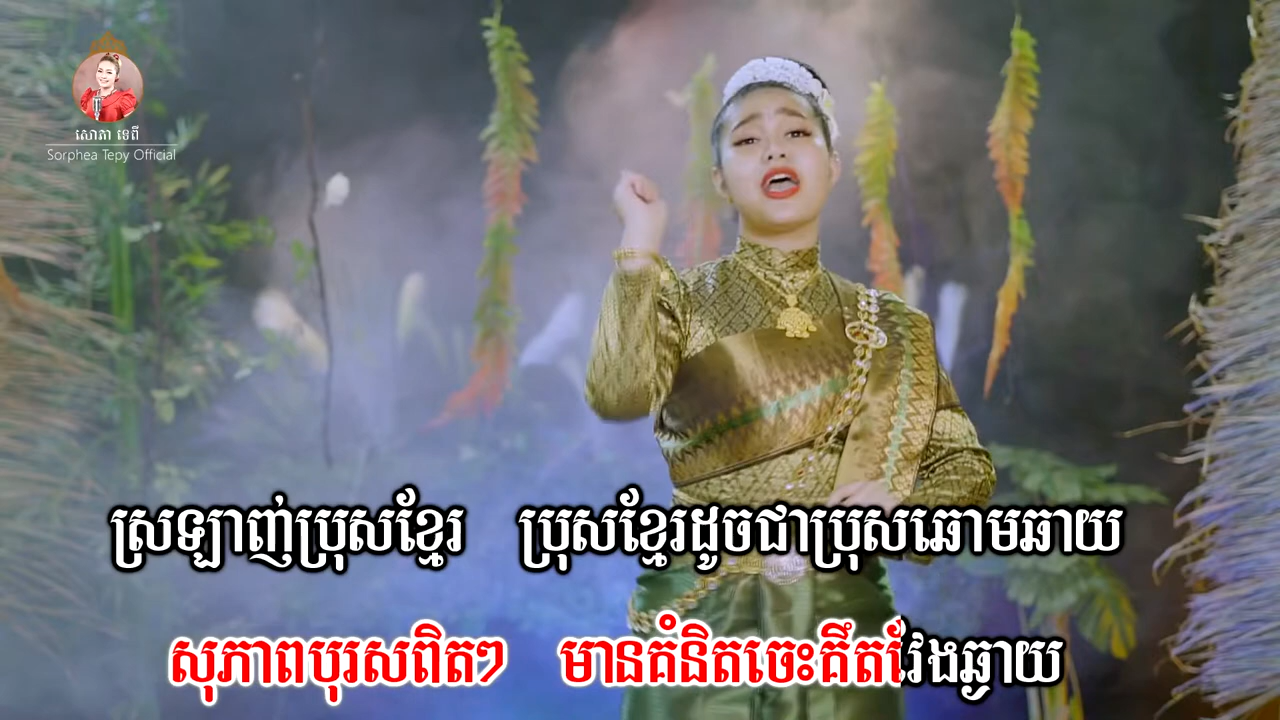 សោភា ទេពី
Sorphea Tepy Official
ស្រឡាញ់ប្រុសខ្មែរ ប្រុសខ្មែរដូចជាប្រុសឆោមឆាយ
សុភាពបុរសពិតៗ មានគំនិតចេះគឹតវែងឆ្ងាយ